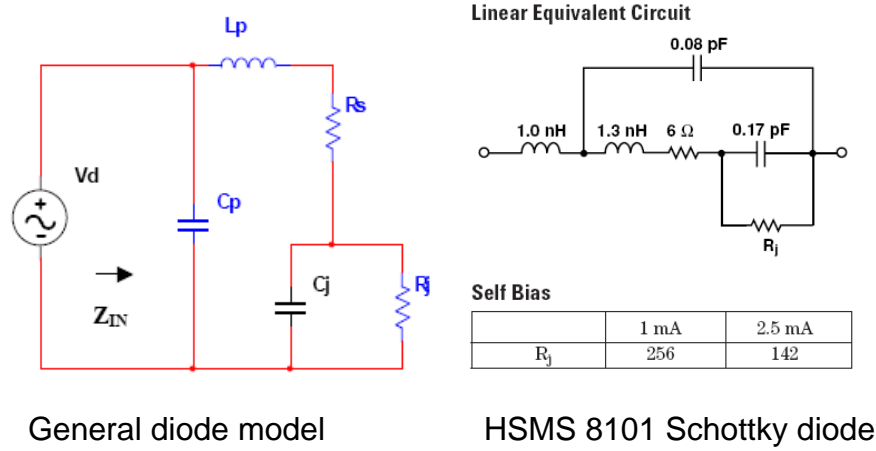 Lp
Rs
Vd
Cp
Cj
Rj
ZIN
General diode model
Linear Equivalent Circuit
0.08 pF
1.0 nH 1.3 nH 6 Ω 0.17 pF
Rj
Self Bias
1 mA 2.5 mA
Rj 256 142
HSMS 8101 Schottky diode